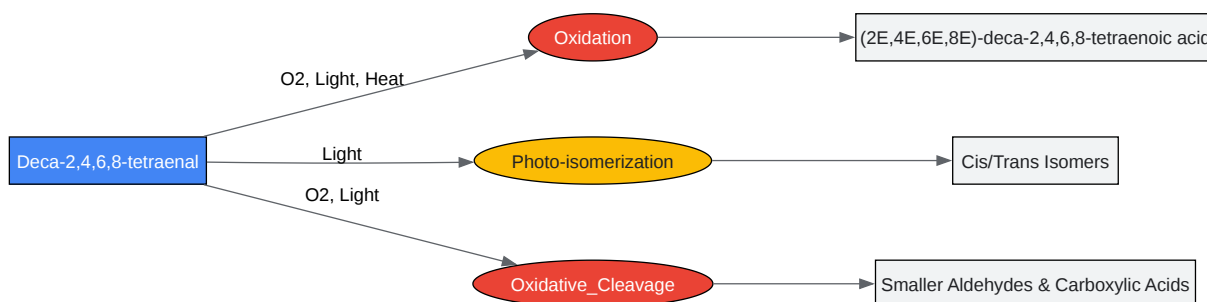 Oxidation
(2E,4E,6E,8E)-deca-2,4,6,8-tetraenoic acid
O2, Light, Heat
Deca-2,4,6,8-tetraenal
Light
Photo-isomerization
Cis/Trans Isomers
O2, Light
Oxidative_Cleavage
Smaller Aldehydes & Carboxylic Acids